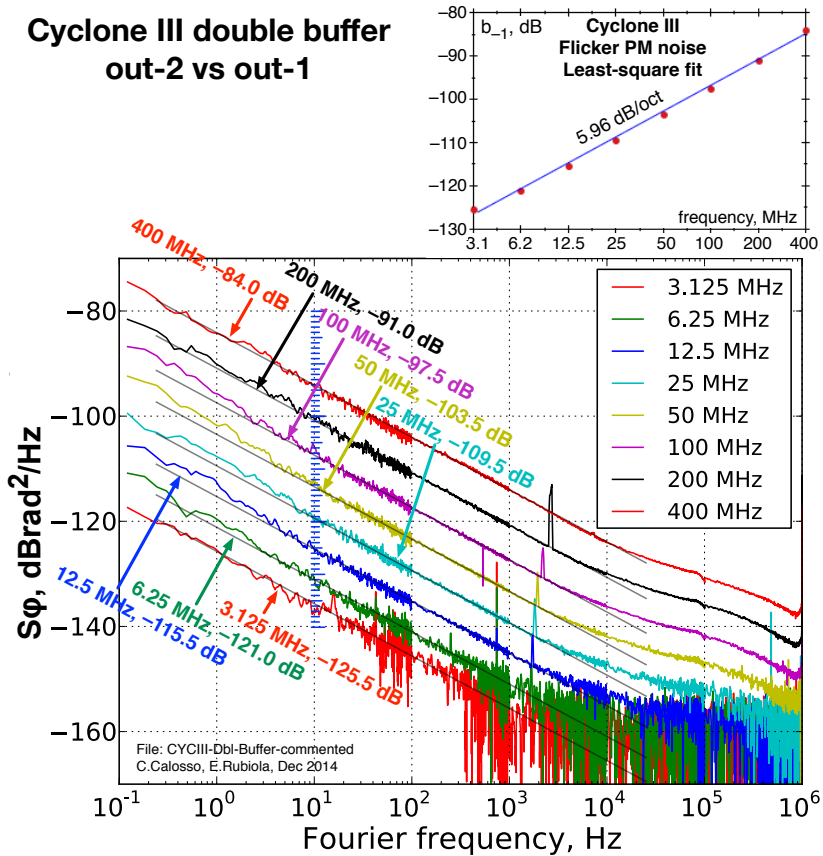 Cyclone III double buffer
out-2 vs out-1
b₋₁, dB
Cyclone III
Flicker PM noise
Least-square fit
5.96 dB/oct
−80
−90
−100
−110
−120
−130
frequency, MHz
3.1 6.2 12.5 25 50 100 200 400
400 MHz, −84.0 dB
200 MHz, −91.0 dB
100 MHz, −97.5 dB
50 MHz, −103.5 dB
25 MHz, −109.5 dB
12.5 MHz, −115.5 dB
6.25 MHz, −121.0 dB
3.125 MHz, −125.5 dB
3.125 MHz
6.25 MHz
12.5 MHz
25 MHz
50 MHz
100 MHz
200 MHz
400 MHz
Sφ, dBrad²/Hz
−80
−100
−120
−140
−160
File: CYCIII-Dbl-Buffer-commented
C.Calosso, E.Rubiola, Dec 2014
10⁻¹ 10⁰ 10¹ 10² 10³ 10⁴ 10⁵ 10⁶
Fourier frequency, Hz